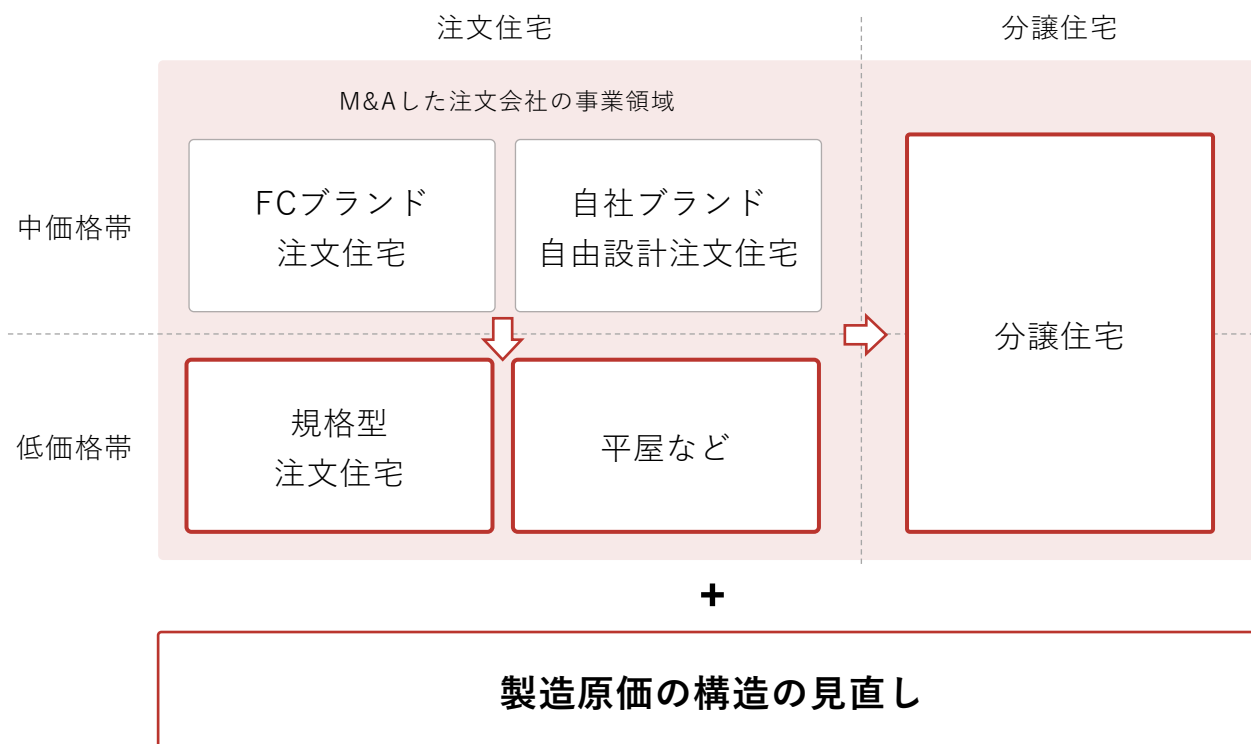 注文住宅
分譲住宅
M&Aした注文会社の事業領域
中価格帯
FCブランド
注文住宅
自社ブランド
自由設計注文住宅
分譲住宅
低価格帯
規格型
注文住宅
平屋など
+
製造原価の構造の見直し